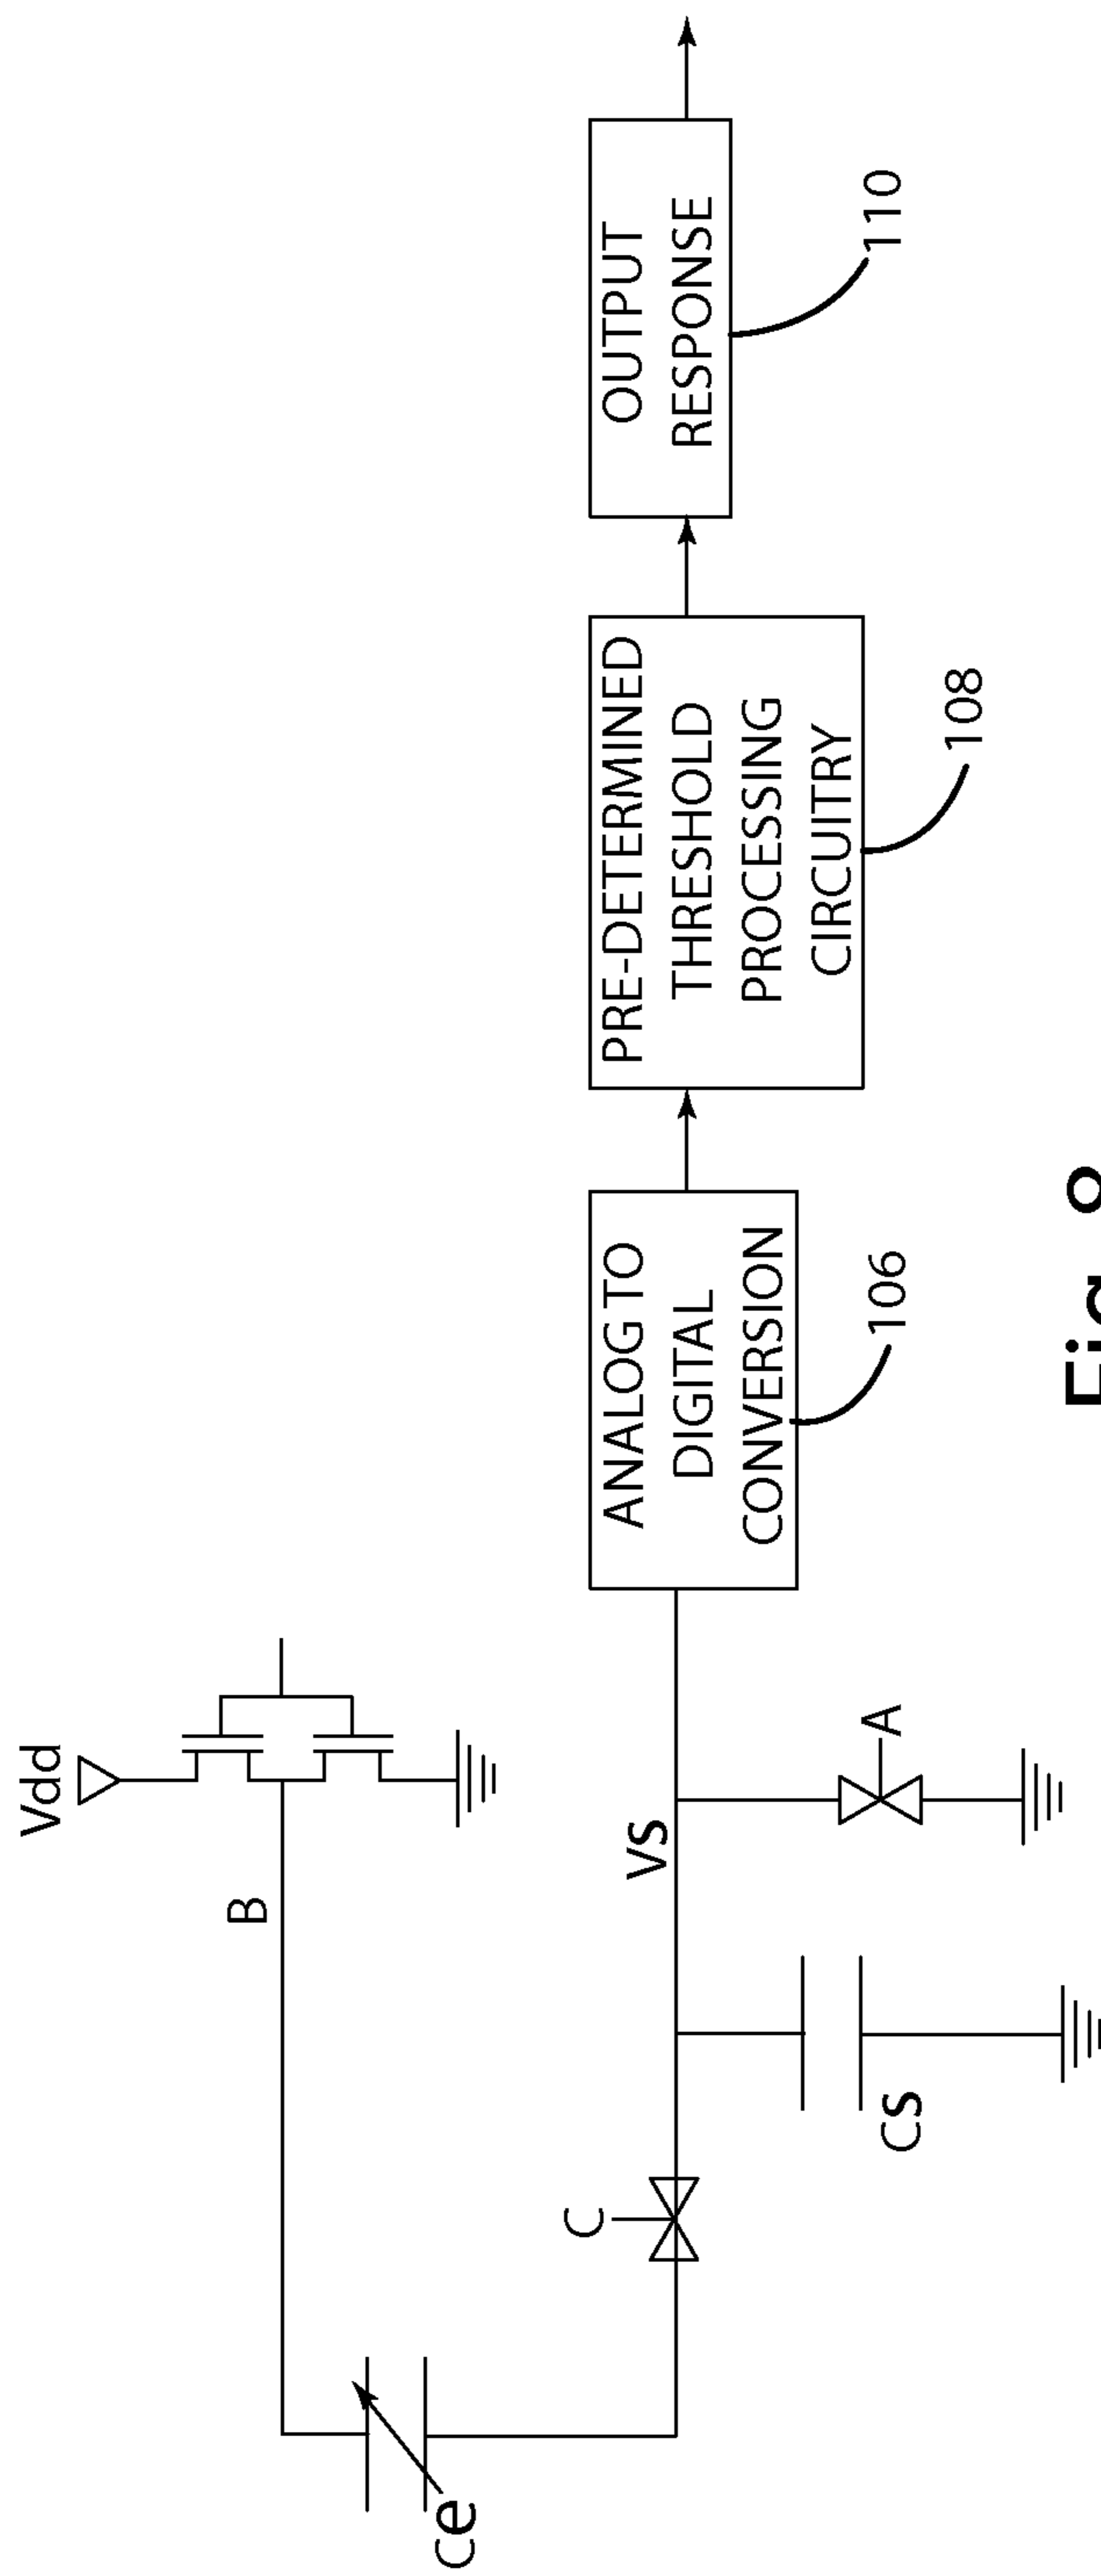 Vdd
B
Ce
C
VS
CS
A
ANALOG TO
DIGITAL
CONVERSION
106
PRE-DETERMINED
THRESHOLD
PROCESSING
CIRCUITRY
108
OUTPUT
RESPONSE
110